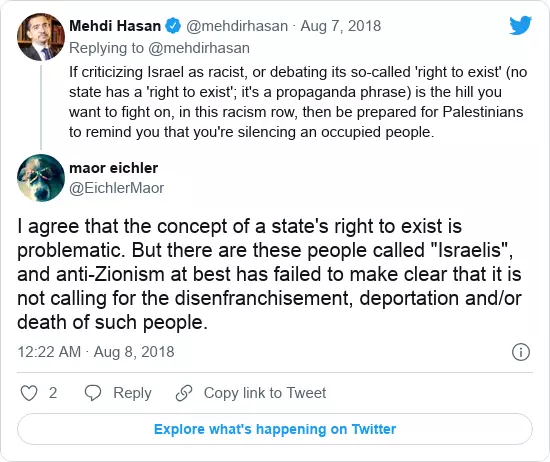 Mehdi Hasan @mehdirhasan · Aug 7, 2018
Replying to @mehdirhasan
If criticizing Israel as racist, or debating its so-called 'right to exist' (no
state has a 'right to exist'; it's a propaganda phrase) is the hill you
want to fight on, in this racism row, then be prepared for Palestinians
to remind you that you're silencing an occupied people.
maor eichler
@EichlerMaor
I agree that the concept of a state's right to exist is
problematic. But there are these people called "Israelis",
and anti-Zionism at best has failed to make clear that it is
not calling for the disenfranchisement, deportation and/or
death of such people.
12:22 AM · Aug 8, 2018
2 Reply Copy link to Tweet
Explore what's happening on Twitter